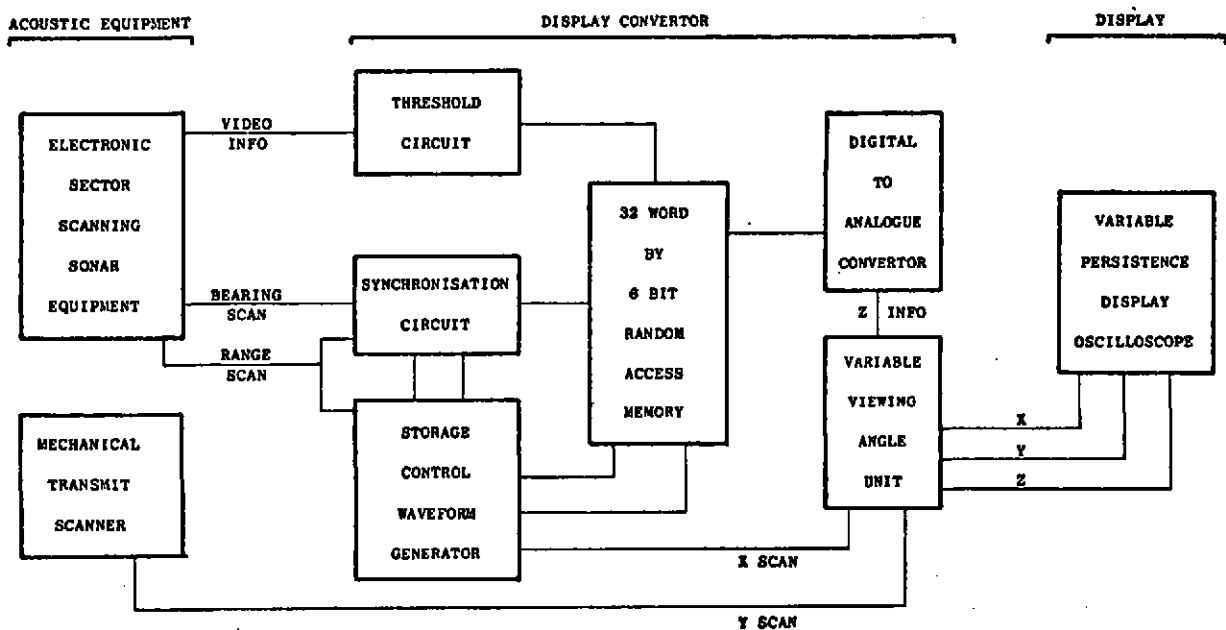 ACOUSTIC EQUIPMENT
DISPLAY CONVERTOR
DISPLAY
ELECTRONIC
SECTOR
SCANNING
SONAR
EQUIPMENT
VIDEO
INFO
BEARING
SCAN
RANGE
SCAN
MECHANICAL
TRANSMIT
SCANNER
THRESHOLD
CIRCUIT
SYNCHRONISATION
CIRCUIT
STORAGE
CONTROL
WAVEFORM
GENERATOR
32 WORD
BY
6 BIT
RANDOM
ACCESS
MEMORY
DIGITAL
TO
ANALOGUE
CONVERTOR
Z INFO
VARIABLE
VIEWING
ANGLE
UNIT
X SCAN
Y SCAN
X
Y
Z
VARIABLE
PERSISTENCE
DISPLAY
OSCILLOSCOPE